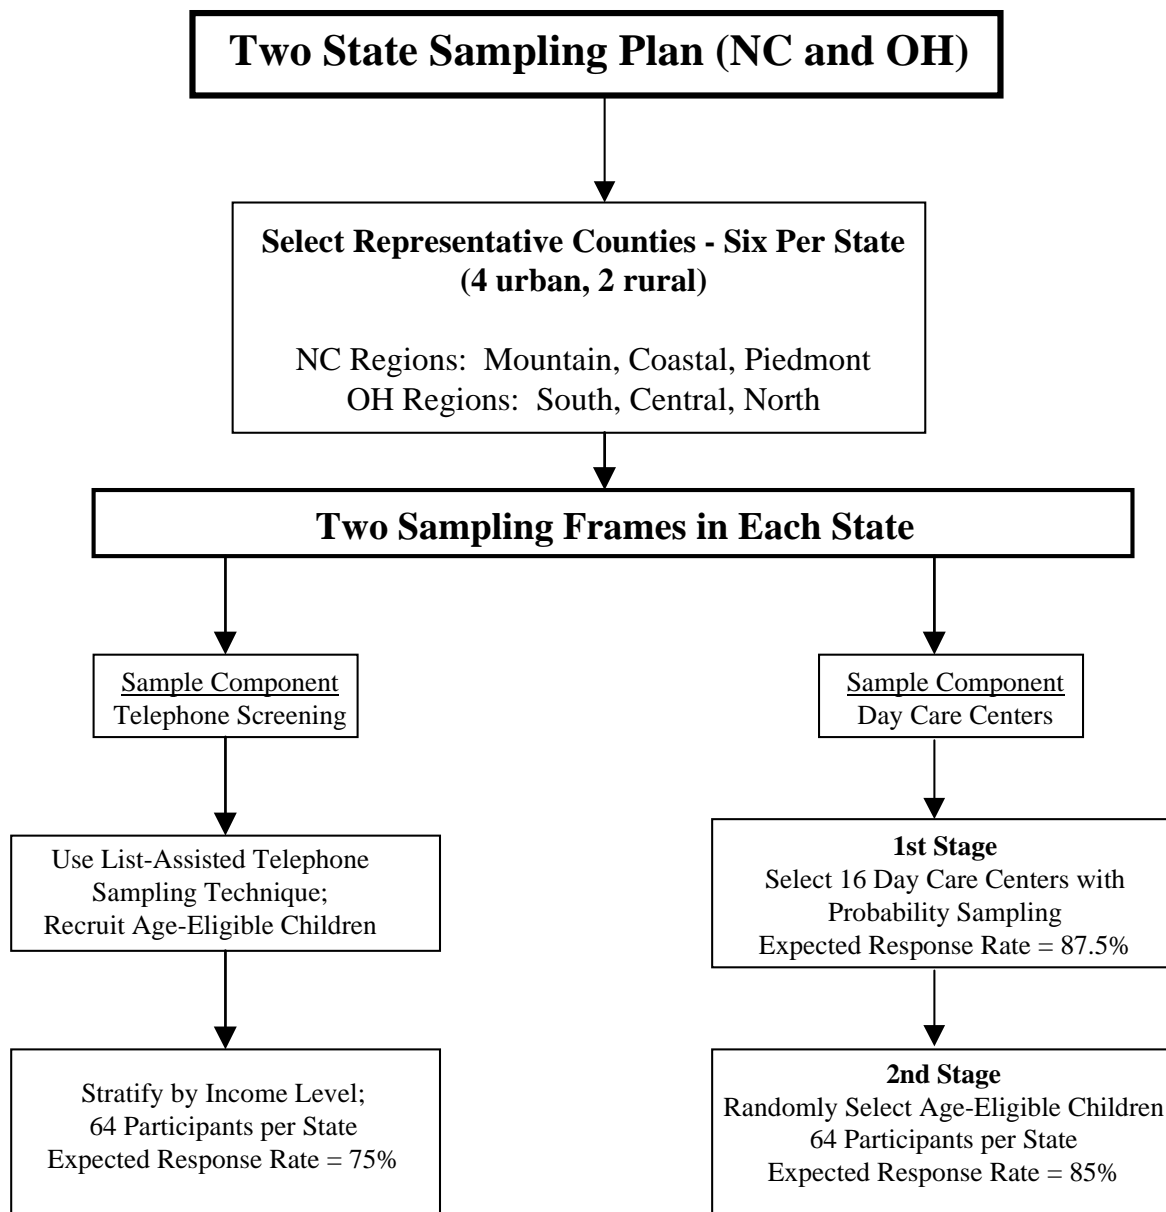 Two State Sampling Plan (NC and OH)
Select Representative Counties - Six Per State
(4 urban, 2 rural)
NC Regions:  Mountain, Coastal, Piedmont
OH Regions:  South, Central, North
Two Sampling Frames in Each State
Sample Component
Telephone Screening
Use List-Assisted Telephone
Sampling Technique;
Recruit Age-Eligible Children
Stratify by Income Level;
64 Participants per State
Expected Response Rate = 75%
Sample Component
Day Care Centers
1st Stage
Select 16 Day Care Centers with
Probability Sampling
Expected Response Rate = 87.5%
2nd Stage
Randomly Select Age-Eligible Children
64 Participants per State
Expected Response Rate = 85%